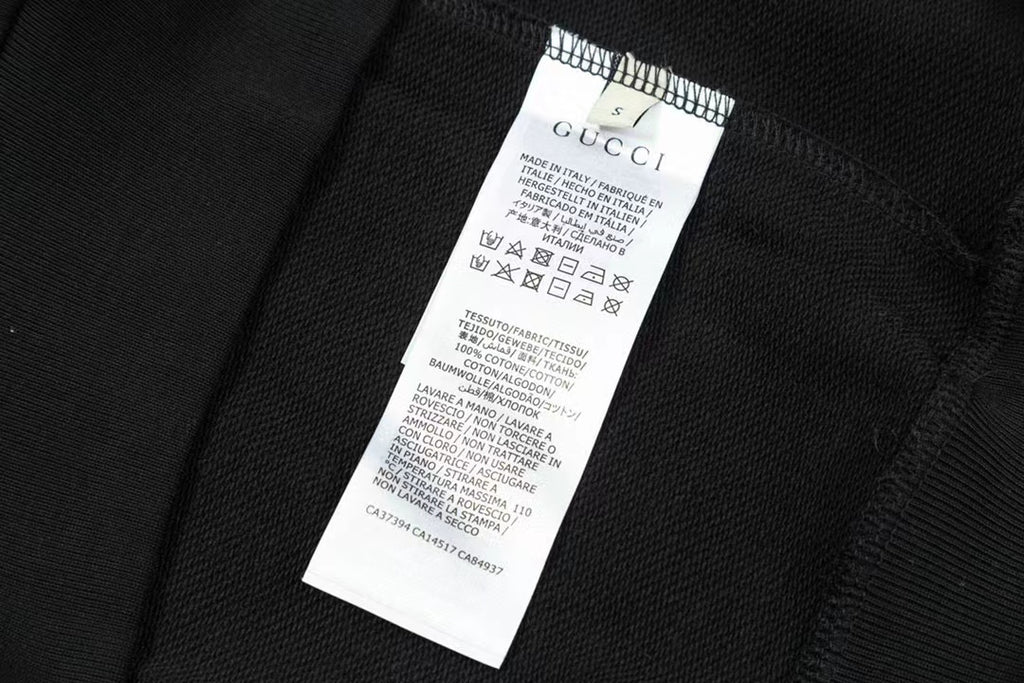 S
GUCCI
MADE IN ITALY / FABRIQUÉ EN
ITALIE / HECHO EN ITALIA /
HERGESTELLT IN ITALIEN /
FABRICADO EM ITÁLIA /
イタリア製 / صنع في إيطاليا /
产地:意大利 / СДЕЛАНО В
ИТАЛИИ
TESSUTO/FABRIC/TISSU/
TEJIDO/GEWEBE/TECIDO/
表地/قماش/ 面料/ ТКАНЬ:
100% COTONE/COTTON/
COTON/ALGODON/
BAUMWOLLE/ALGODÃO/コットン/
قطن/棉/ХЛОПОК
LAVARE A MANO / LAVARE A
ROVESCIO / NON TORCERE O
STRIZZARE / NON LASCIARE IN
AMMOLLO / NON TRATTARE
CON CLORO / NON USARE
ASCIUGATRICE / ASCIUGARE
IN PIANO / STIRARE A
TEMPERATURA MASSIMA 110
°C / STIRARE A ROVESCIO /
NON STIRARE LA STAMPA /
NON LAVARE A SECCO
CA37394 CA14517 CA84937